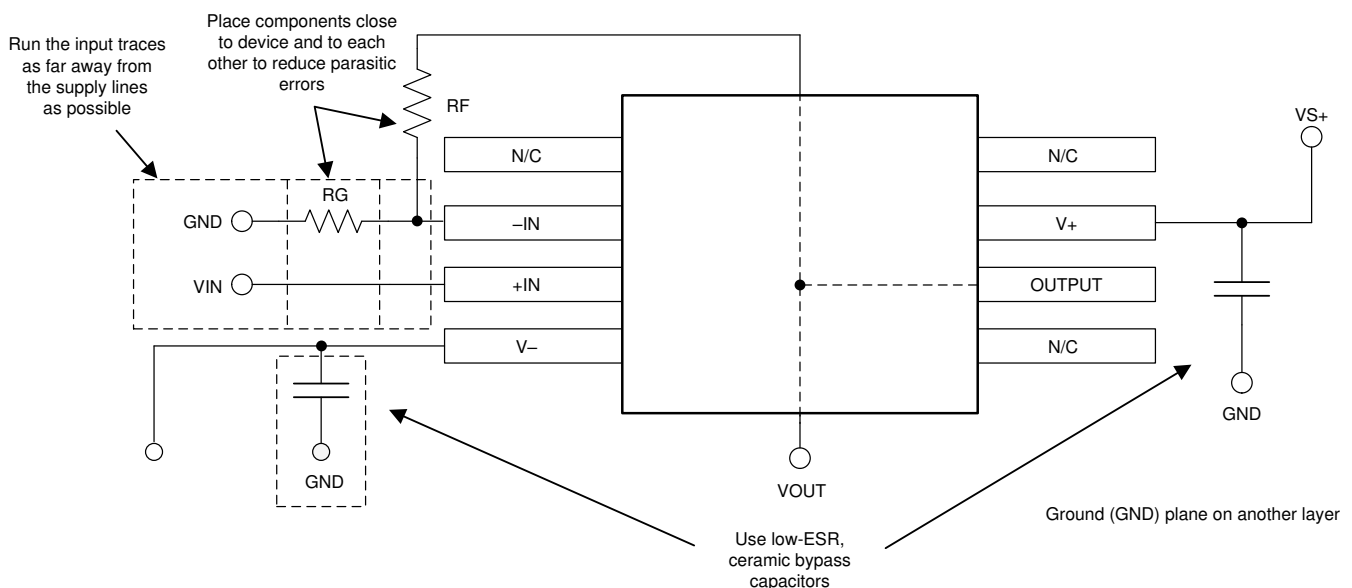 Place components close
to device and to each
other to reduce parasitic
errors
Run the input traces
as far away from
the supply lines
as possible
RF
VS+
N/C
N/C
RG
GND
–IN
V+
VIN
+IN
OUTPUT
V–
N/C
GND
GND
VOUT
Ground (GND) plane on another layer
Use low-ESR,
ceramic bypass
capacitors